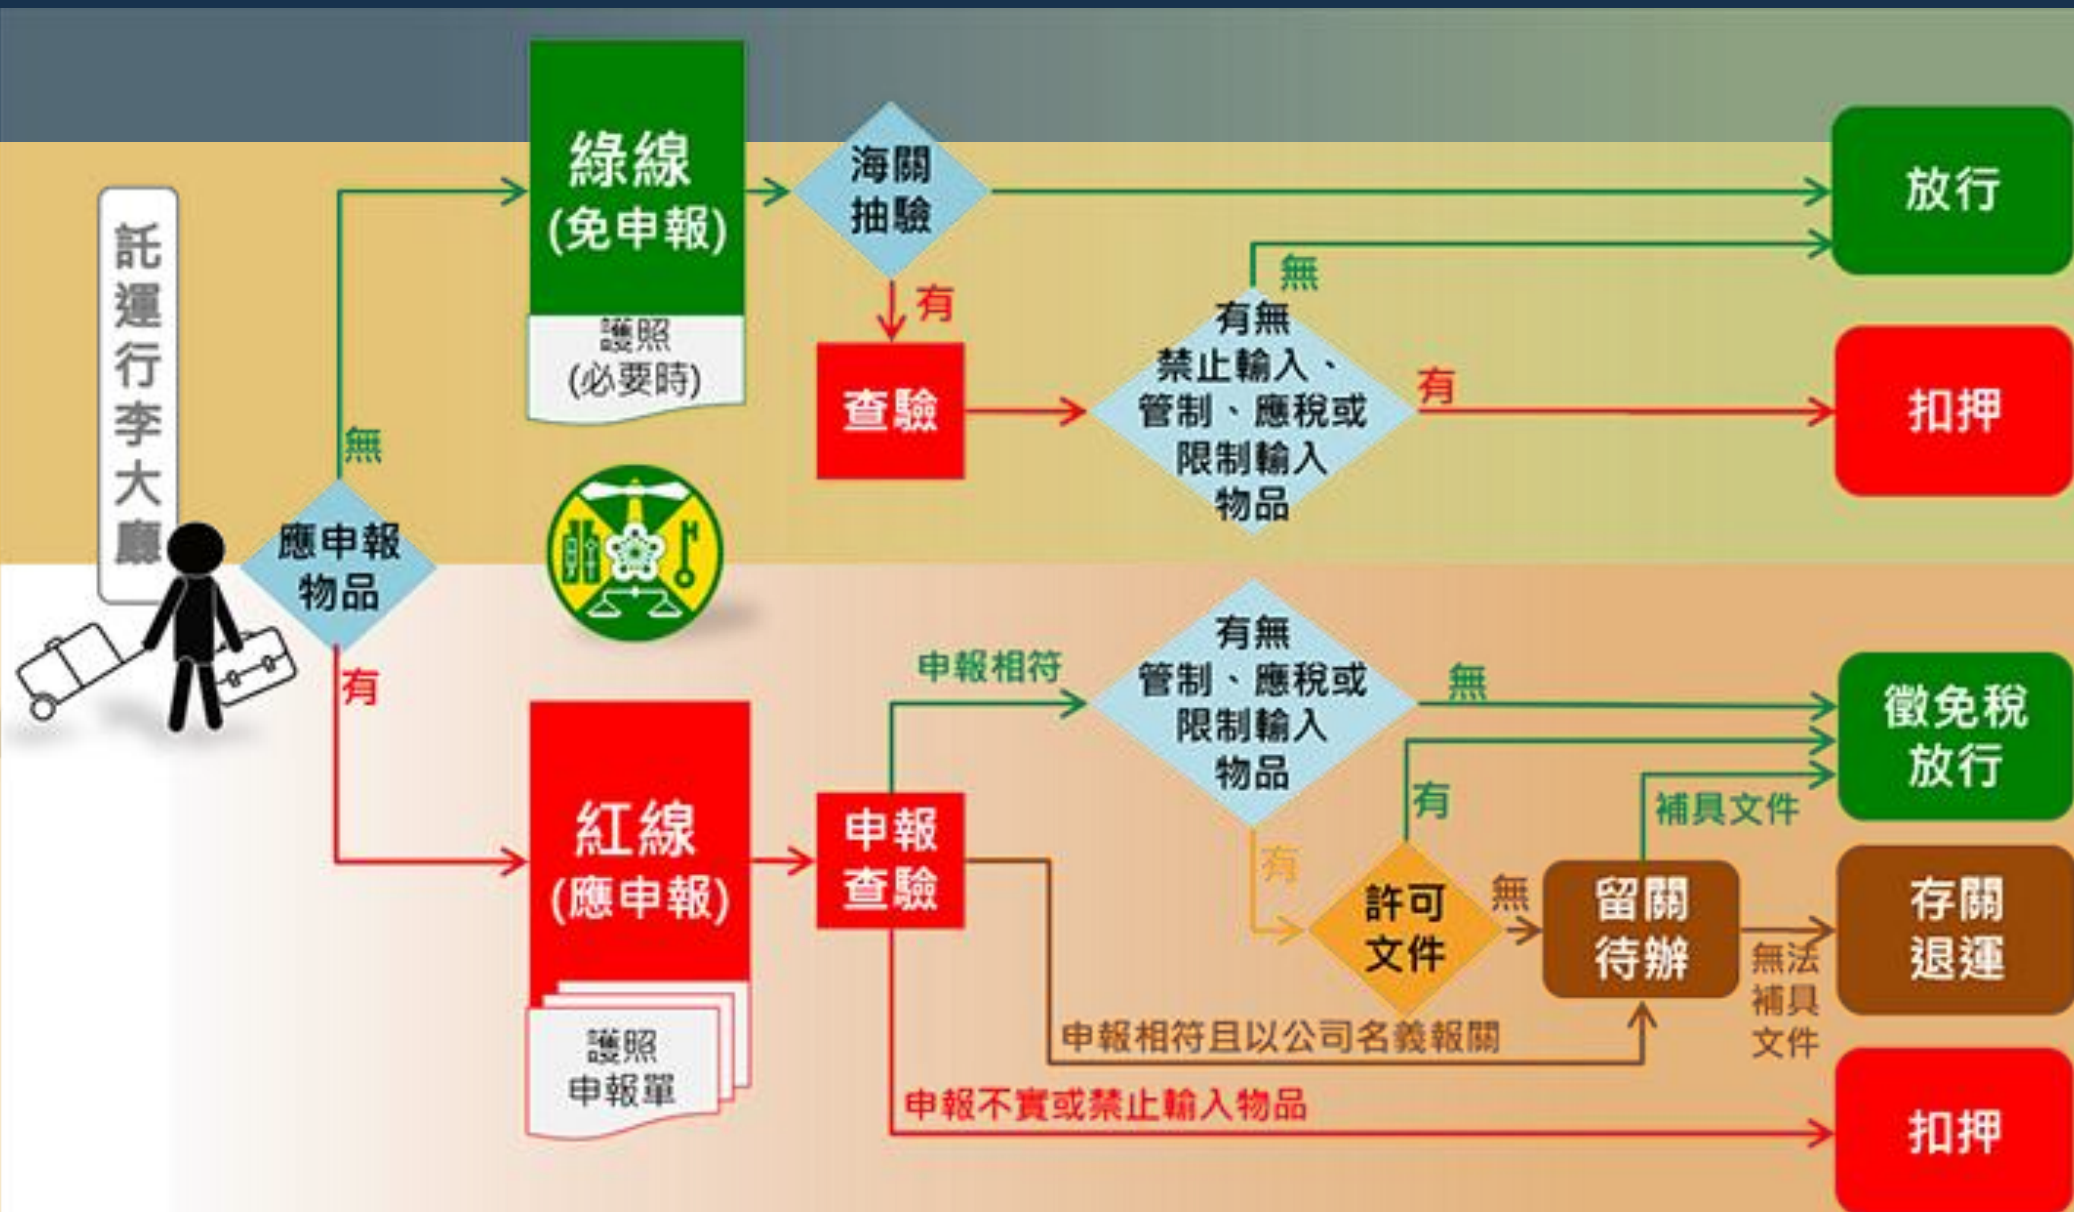 託運行李大廳
綠線
(免申報)
護照
(必要時)
海關
抽驗
放行
無
有
查驗
有無
禁止輸入、
管制、應稅或
限制輸入
物品
有
扣押
無
應申報
物品
有
紅線
(應申報)
護照
申報單
申報
查驗
申報相符
有無
管制、應稅或
限制輸入
物品
無
徵免稅
放行
有
許可
文件
有
無
留關
待辦
補具文件
無法
補具
文件
存關
退運
申報相符且以公司名義報關
申報不實或禁止輸入物品
扣押